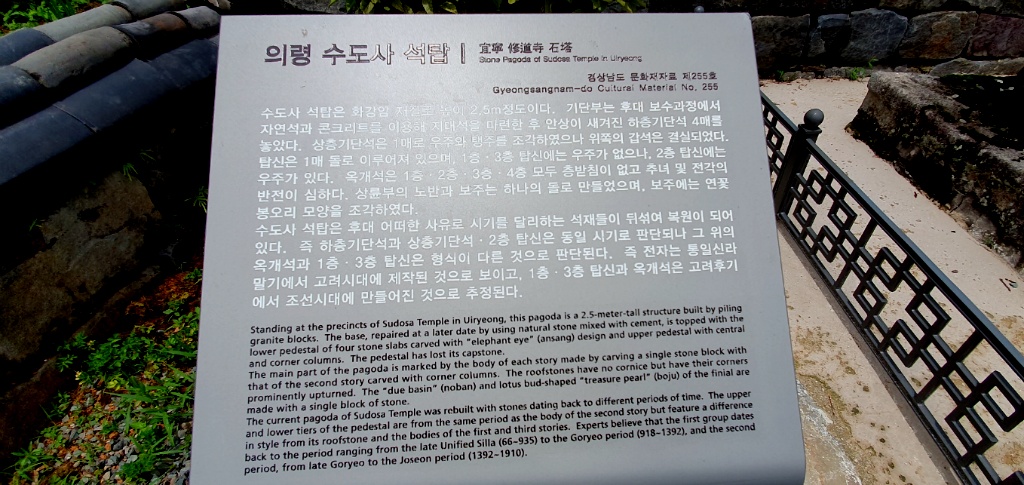 의령 수도사 석탑 | 宜寧 修道寺 石塔
Stone Pagoda of Sudosa Temple in Uiryeong
경상남도 문화재자료 제255호
Gyeongsangnam-do Cultural Material No. 255
수도사 석탑은 화강암 재질로 높이 2.5m정도이다. 기단부는 후대 보수과정에서
자연석과 콘크리트를 이용해 지대석을 마련한 후 안상이 새겨진 하층기단석 4매를
놓았다. 상층기단석은 1매로 우주와 탱주를 조각하였으나 위쪽의 갑석은 결실되었다.
탑신은 1매 돌로 이루어져 있으며, 1층·3층 탑신에는 우주가 없으나, 2층 탑신에는
우주가 있다. 옥개석은 1층·2층·3층·4층 모두 층받침이 없고 추녀 및 전각의
반전이 심하다. 상륜부의 노반과 보주는 하나의 돌로 만들었으며, 보주에는 연꽃
봉오리 모양을 조각하였다.
수도사 석탑은 후대 어떠한 사유로 시기를 달리하는 석재들이 뒤섞여 복원이 되어
있다. 즉 하층기단석과 상층기단석·2층 탑신은 동일 시기로 판단되나 그 위의
옥개석과 1층·3층 탑신은 형식이 다른 것으로 판단된다. 즉 전자는 통일신라
말기에서 고려시대에 제작된 것으로 보이고, 1층·3층 탑신과 옥개석은 고려후기
에서 조선시대에 만들어진 것으로 추정된다.
Standing at the precincts of Sudosa Temple in Uiryeong, this pagoda is a 2.5-meter-tall structure built by piling
granite blocks. The base, repaired at a later date by using natural stone mixed with cement, is topped with the
lower pedestal of four stone slabs carved with "elephant eye" (ansang) design and upper pedestal with central
and corner columns. The pedestal has lost its capstone.
The main part of the pagoda is marked by the body of each story made by carving a single stone block with
that of the second story carved with corner columns. The roofstones have no cornice but have their corners
prominently upturned. The "due basin" (noban) and lotus bud-shaped "treasure pearl" (boju) of the finial are
made with a single block of stone.
The current pagoda of Sudosa Temple was rebuilt with stones dating back to different periods of time. The upper
and lower tiers of the pedestal are from the same period as the body of the second story but feature a difference
in style from its roofstone and the bodies of the first and third stories. Experts believe that the first group dates
back to the period ranging from the late Unified Silla (66-935) to the Goryeo period (918-1392), and the second
period, from late Goryeo to the Joseon period (1392-1910).